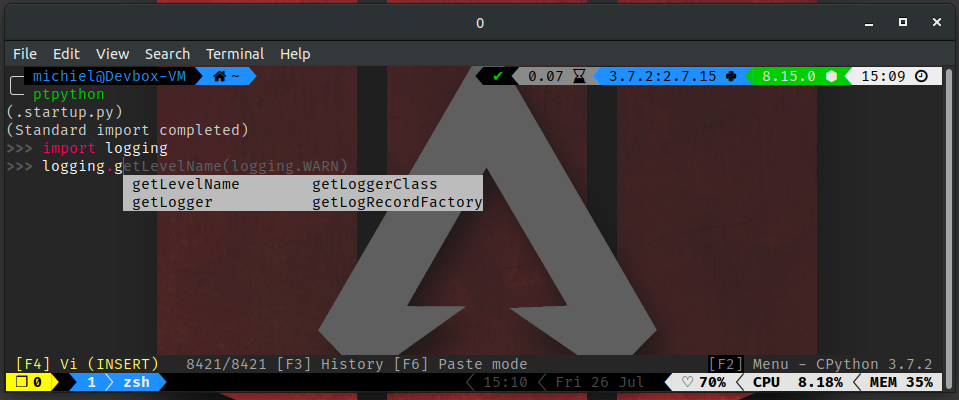 0
File Edit View Search Terminal Help
michiel@Devbox-VM ~ ✔ 0.07 3.7.2:2.7.15 8.15.0 15:09
ptpython
(.startup.py)
(Standard import completed)
>>> import logging
>>> logging.getLevelName(logging.WARN)
getLevelName getLoggerClass
getLogger getLogRecordFactory
[F4] Vi (INSERT) 8421/8421 [F3] History [F6] Paste mode [F2] Menu - CPython 3.7.2
0 1 zsh 15:10 Fri 26 Jul ♡ 70% CPU 8.18% MEM 35%